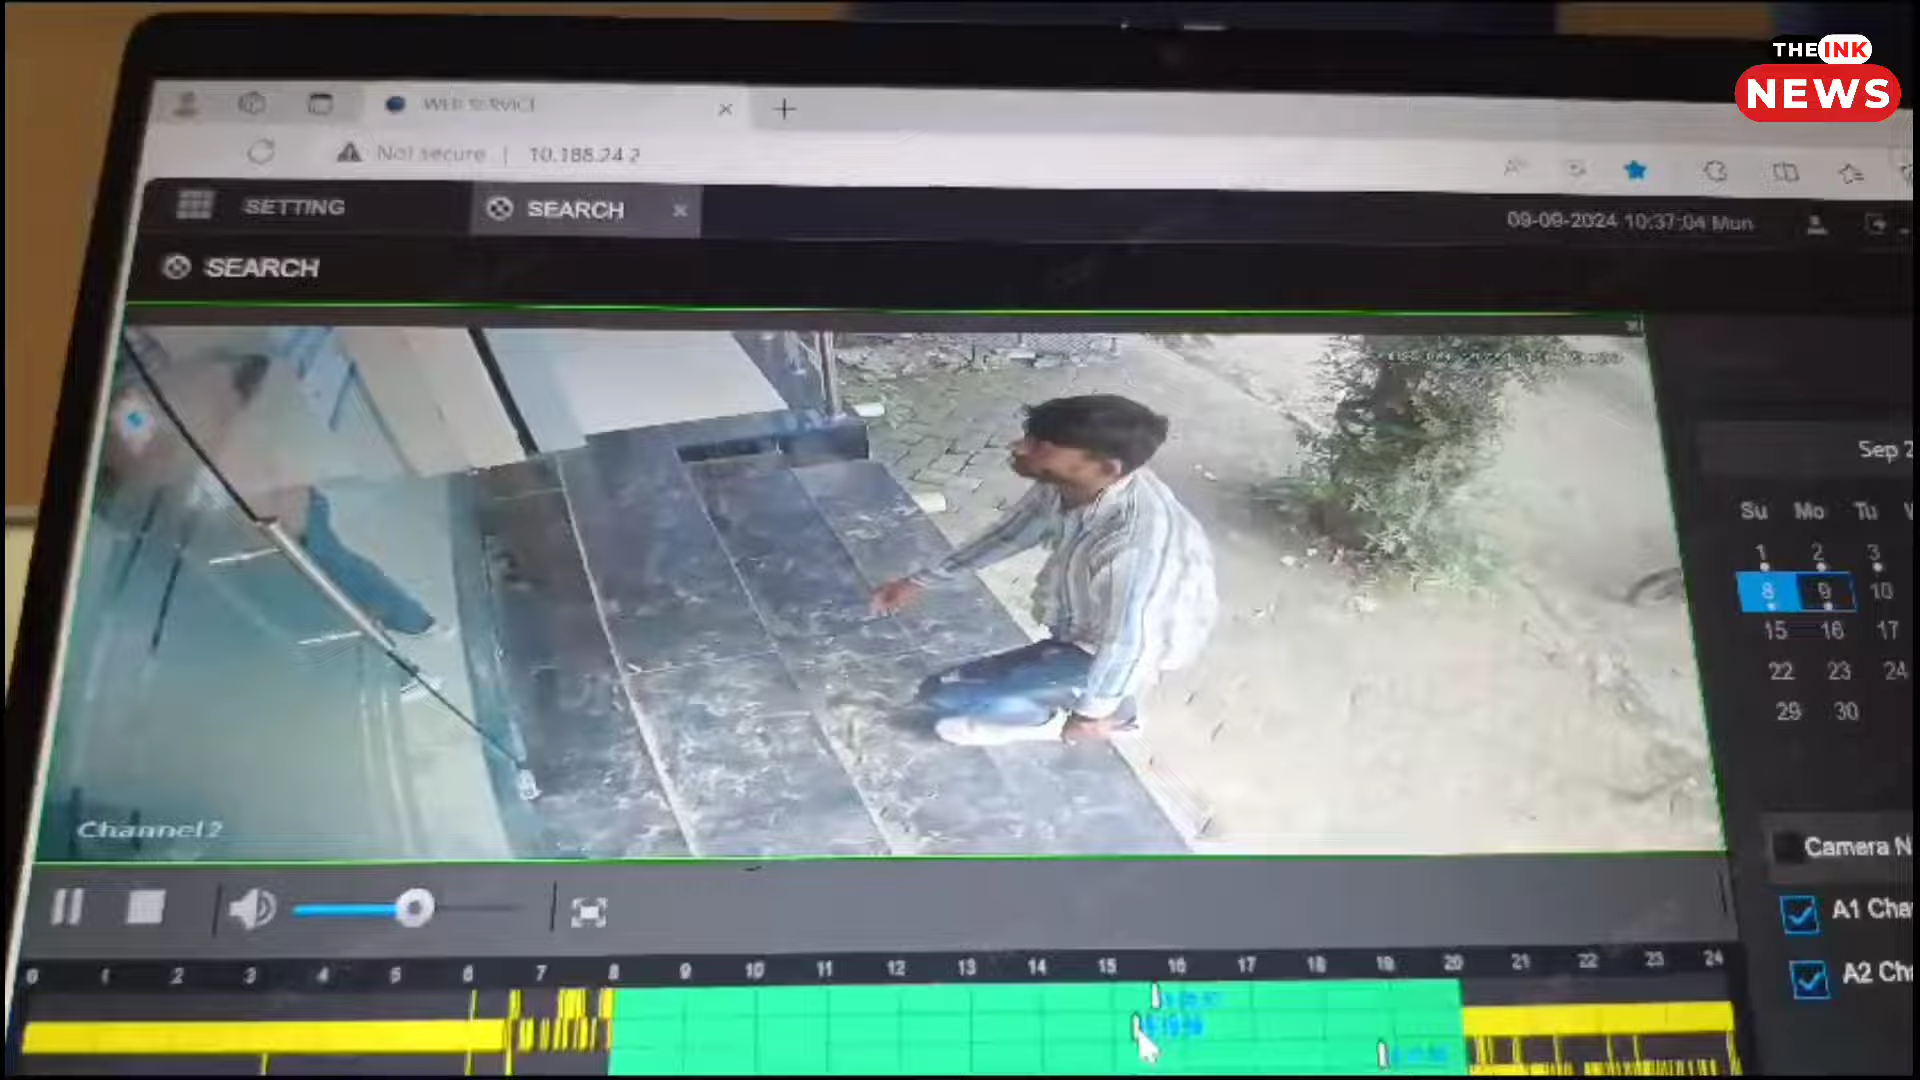 THE INK
NEWS
WEB SERVICE
Not secure | 10.188.24.2
SETTING
SEARCH
09-09-2024 10:37:04 Mon
SEARCH
Sep 2
Su Mo Tu
1 2 3
8 9 10
15 16 17
22 23 24
29 30
Channel2
Camera N
A1 Cha
A2 Cha
0 1 2 3 4 5 6 7 8 9 10 11 12 13 14 15 16 17 18 19 20 21 22 23 24